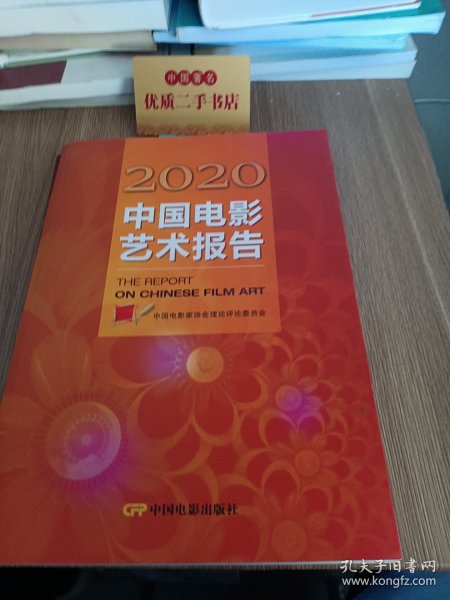 中国著名
优质二手书店
2020
中国电影
艺术报告
THE REPORT
ON CHINESE FILM ART
中国电影家协会理论评论委员会
CFP 中国电影出版社
孔夫子旧书网
www.kongfz.com